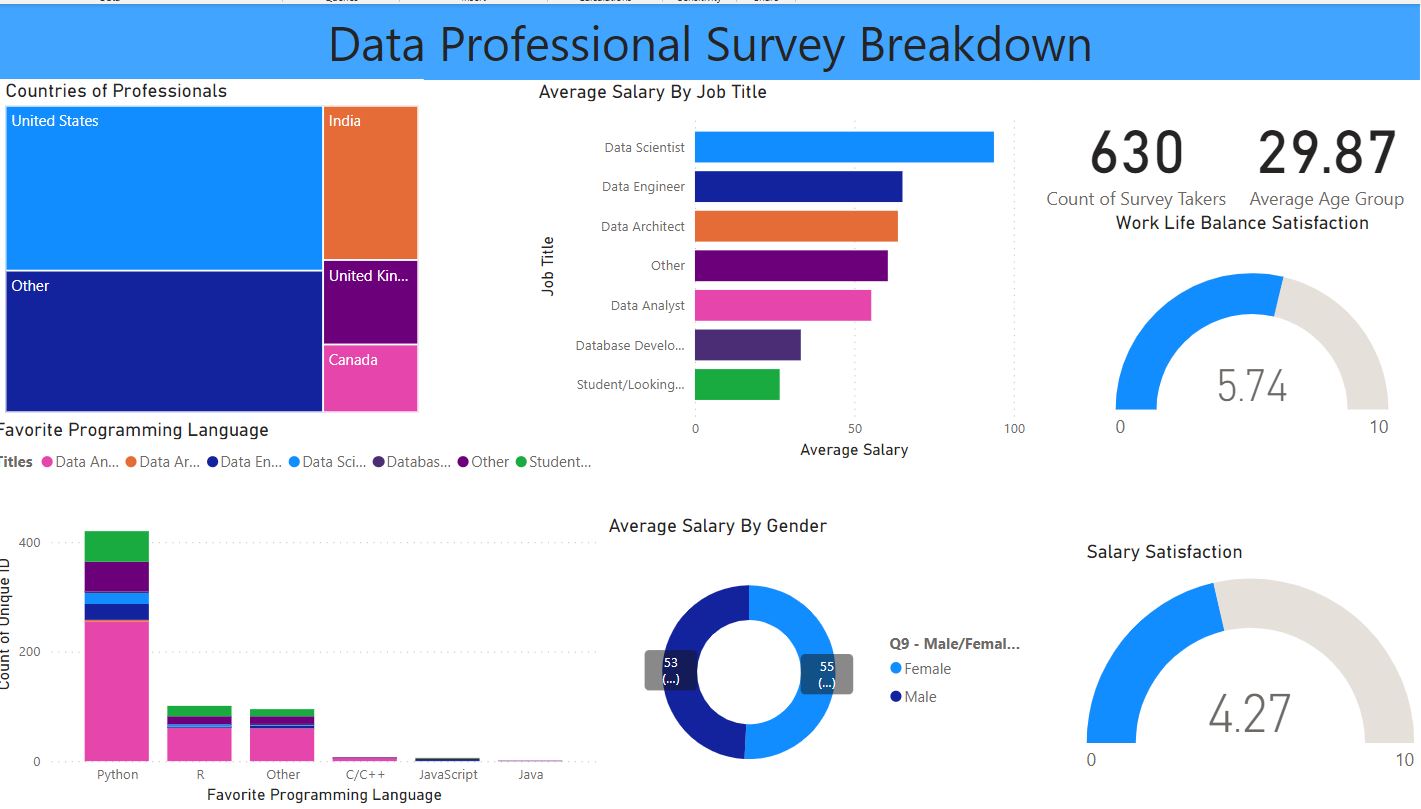 Data Professional Survey Breakdown
Countries of Professionals
United States
India
Other
United Kin...
Canada
Average Salary By Job Title
Job Title
Data Scientist
Data Engineer
Data Architect
Other
Data Analyst
Database Develo...
Student/Looking...
0
50
100
Average Salary
630
Count of Survey Takers
29.87
Average Age Group
Work Life Balance Satisfaction
5.74
0
10
Favorite Programming Language
Titles
Data An...
Data Ar...
Data En...
Data Sci...
Databas...
Other
Student...
Count of Unique ID
400
200
0
Python
R
Other
C/C++
JavaScript
Java
Favorite Programming Language
Average Salary By Gender
53
(...)
55
(...)
Q9 - Male/Femal...
Female
Male
Salary Satisfaction
4.27
0
10